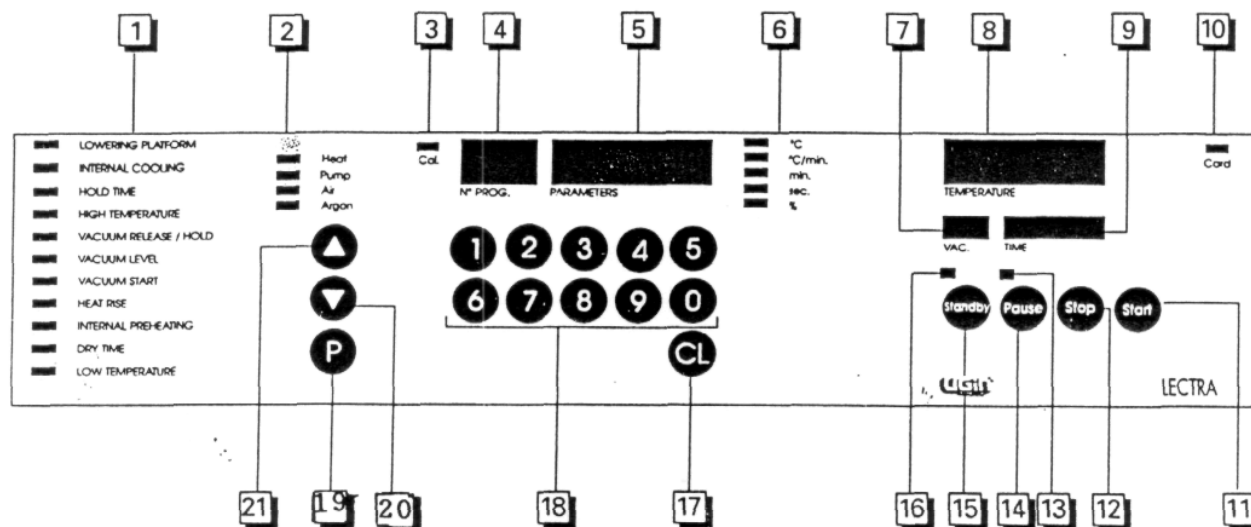 1 2 3 4 5 6 7 8 9 10
LOWERING PLATFORM
INTERNAL COOLING
HOLD TIME
HIGH TEMPERATURE
VACUUM RELEASE / HOLD
VACUUM LEVEL
VACUUM START
HEAT RISE
INTERNAL PREHEATING
DRY TIME
LOW TEMPERATURE
Heat
Pump
Air
Argon
P
Cal.
N° PROG. PARAMETERS
1 2 3 4 5
6 7 8 9 0
CL
°C
°C/min.
min.
sec.
%
TEMPERATURE
VAC. TIME
Standby Pause Stop Start
Card
LECTRA
21 19 20 18 17 16 15 14 13 12 11